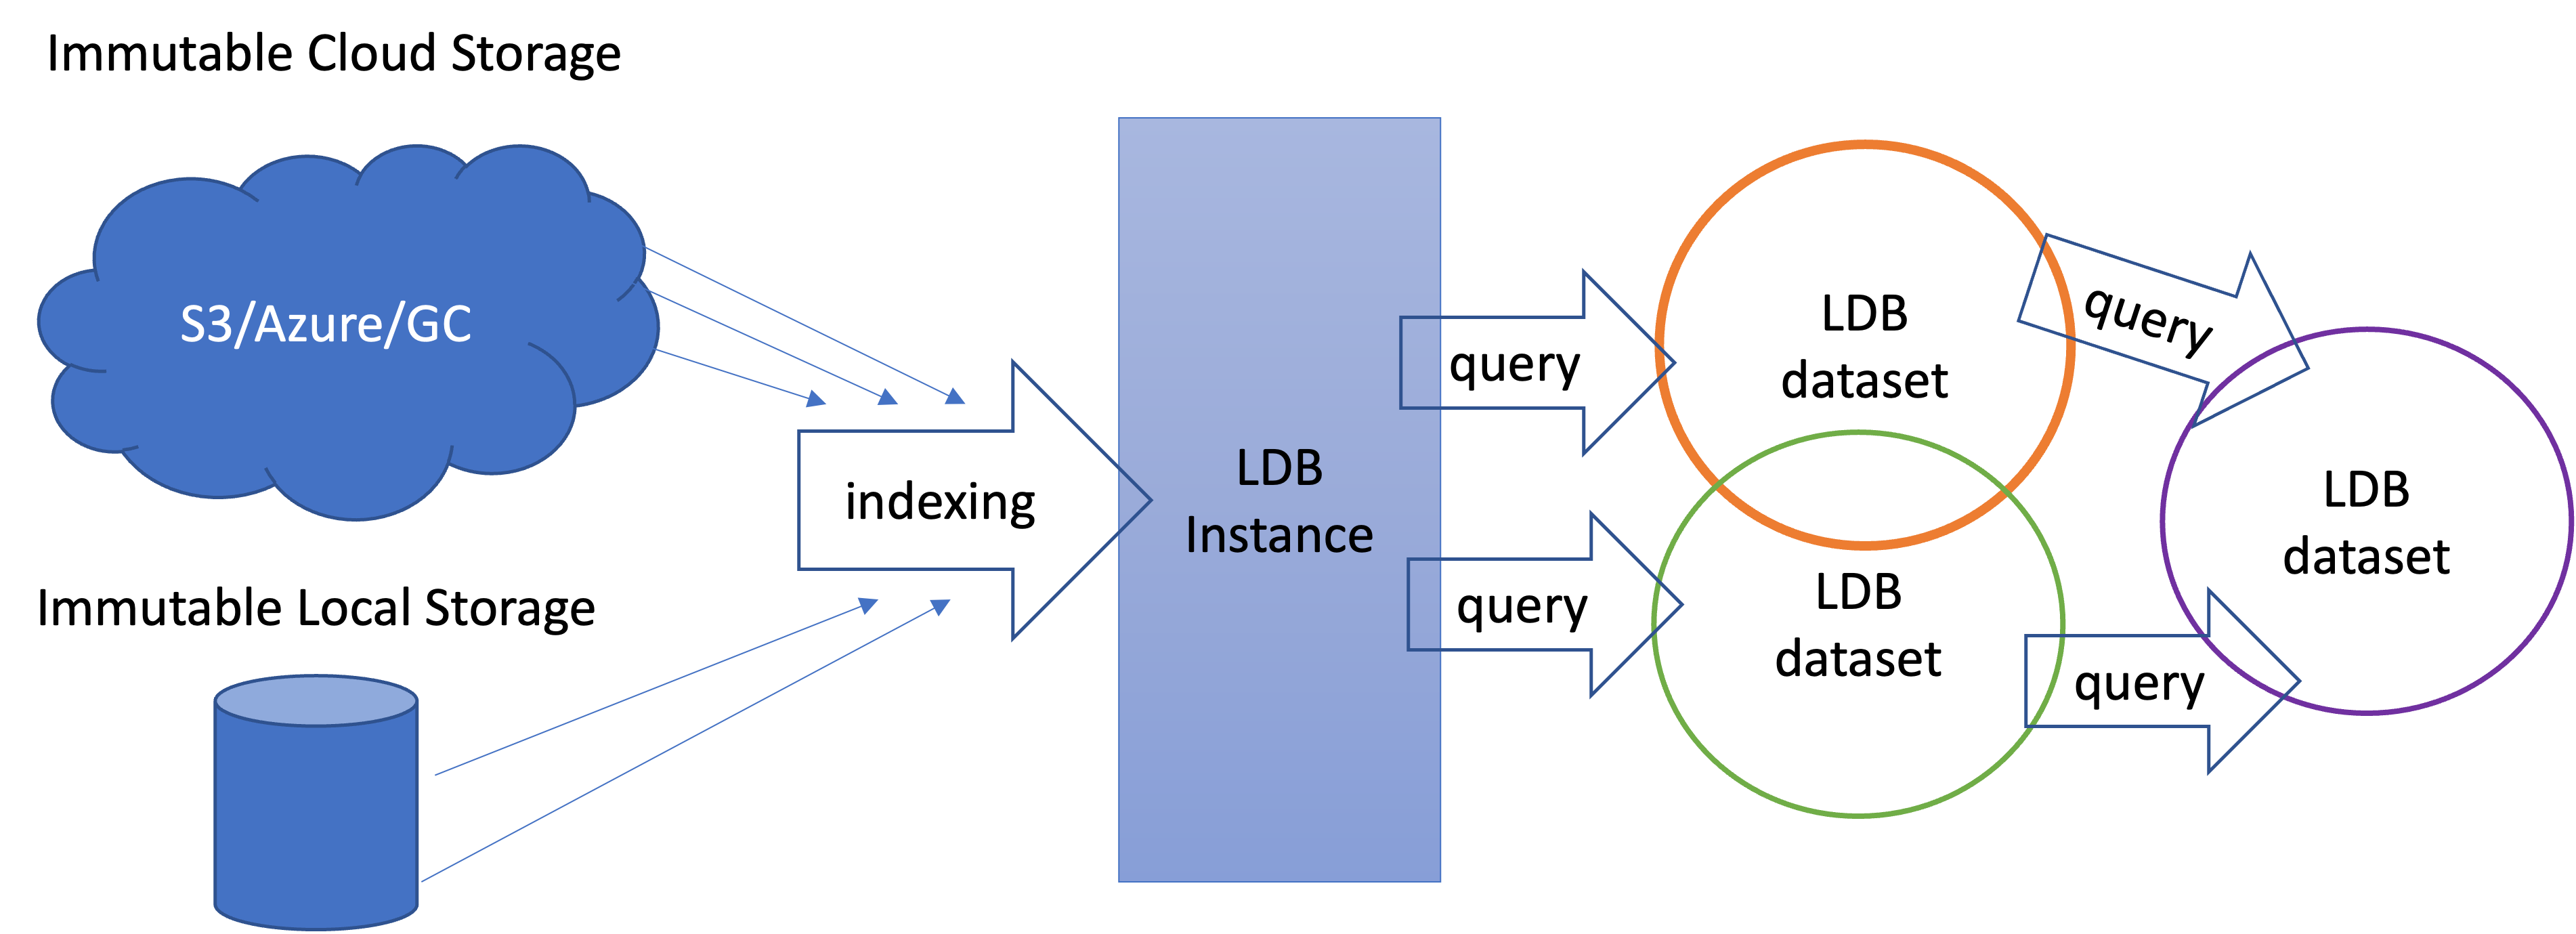 Immutable Cloud Storage
S3/Azure/GC
Immutable Local Storage
indexing
LDB
Instance
query
query
LDB
dataset
LDB
dataset
query
query
LDB
dataset